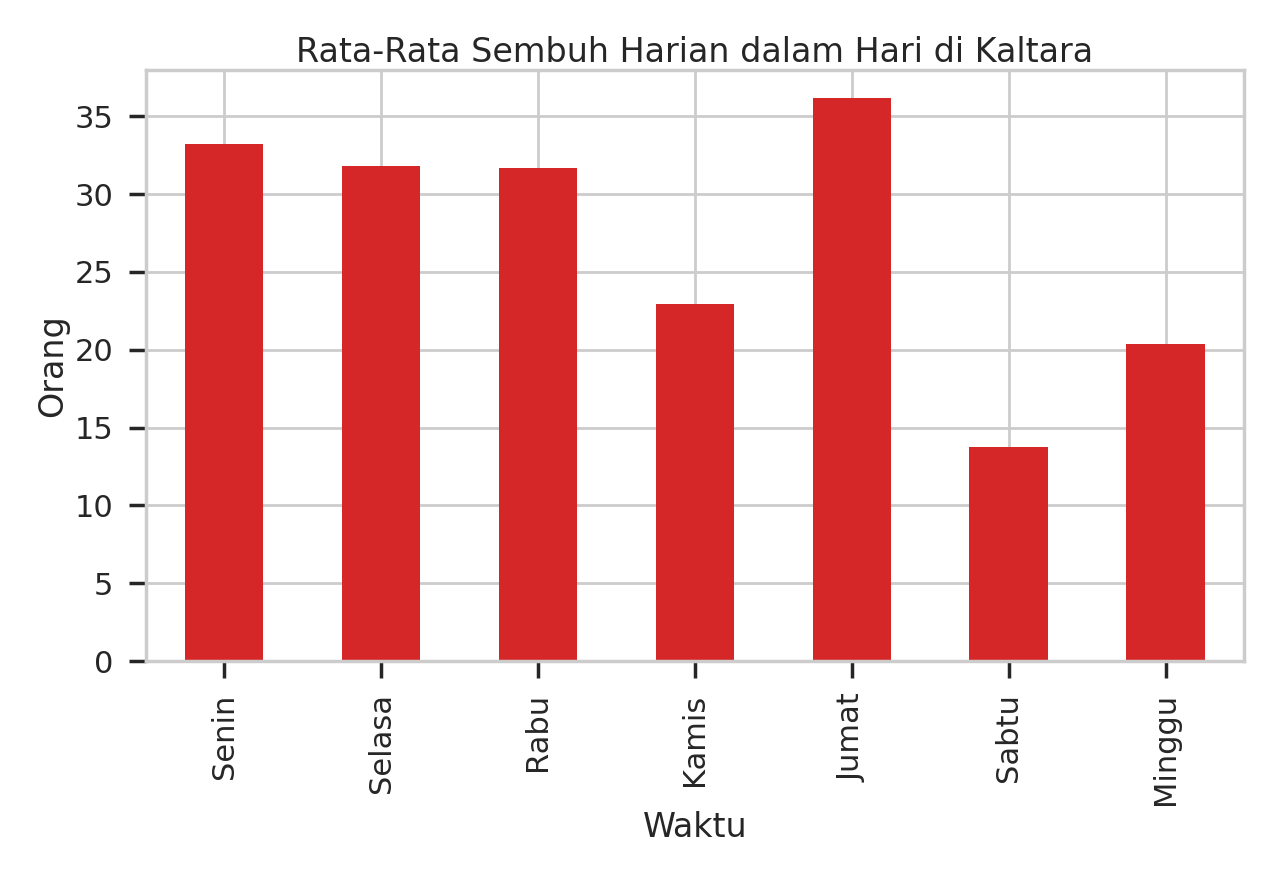 Rata-Rata Sembuh Harian dalam Hari di Kaltara
35
30
25
20
15
10
5
0
Orang
Senin
Selasa
Rabu
Kamis
Jumat
Sabtu
Minggu
Waktu